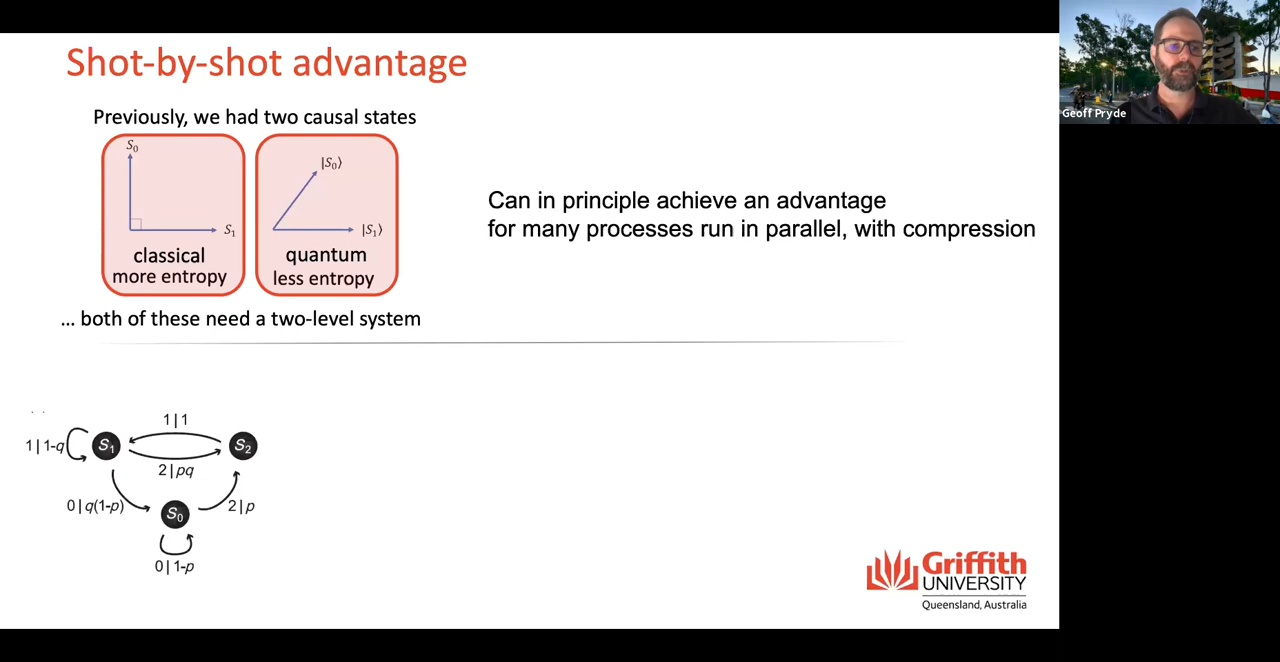 Shot-by-shot advantage
Geoff Pryde
Previously, we had two causal states
S₀
S₁
classical
more entropy
|S₀⟩
|S₁⟩
quantum
less entropy
Can in principle achieve an advantage
for many processes run in parallel, with compression
... both of these need a two-level system
1|1
1|1-q
S₁
S₂
2|pq
0|q(1-p)
S₀
2|p
0|1-p
Griffith
UNIVERSITY
Queensland, Australia